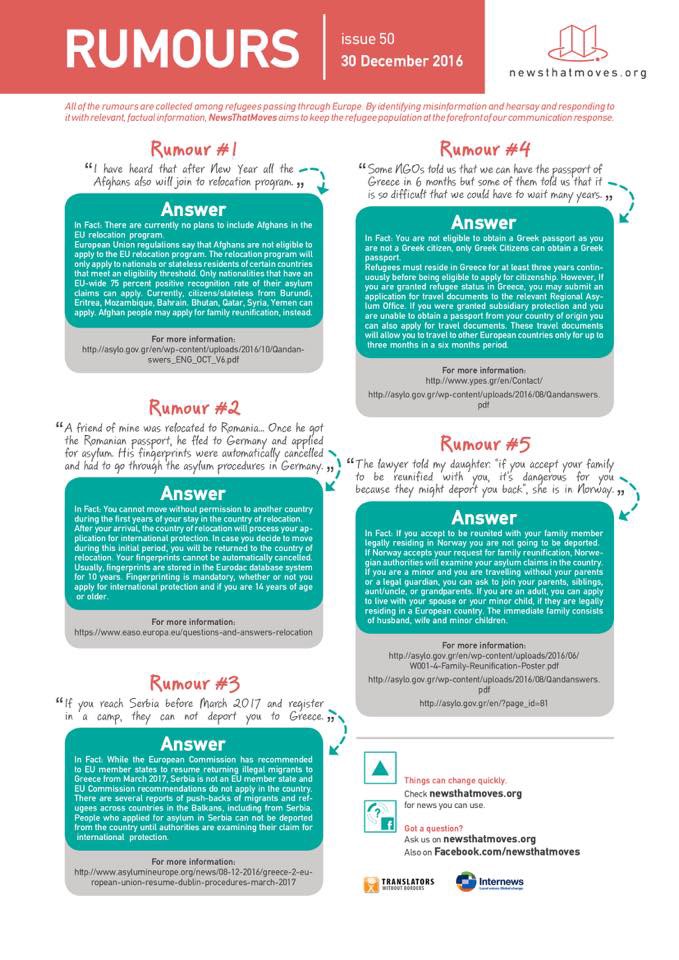 RUMOURS
issue 50
30 December 2016
newsthatmoves.org
All of the rumours are collected among refugees passing through Europe. By identifying misinformation and hearsay and responding to
it with relevant, factual information, NewsThatMoves aims to keep the refugee population at the forefront of our communication response.
Rumour #1
“I have heard that after New Year all the
Afghans also will join to relocation program.”
Answer
In Fact: There are currently no plans to include Afghans in the
EU relocation program.
European Union regulations say that Afghans are not eligible to
apply to the EU relocation program. The relocation program will
only apply to nationals or stateless residents of certain countries
that meet an eligibility threshold. Only nationalities that have an
EU-wide 75 percent positive recognition rate of their asylum
claims can apply. Currently, citizens/stateless from Burundi,
Eritrea, Mozambique, Bahrain. Bhutan, Qatar, Syria, Yemen can
apply. Afghan people may apply for family reunification, instead.
For more information:
http://asylo.gov.gr/en/wp-content/uploads/2016/10/Qandan-
swers_ENG_OCT_V6.pdf
Rumour #2
“A friend of mine was relocated to Romania... Once he got
the Romanian passport, he fled to Germany and applied
for asylum. His fingerprints were automatically cancelled
and had to go through the asylum procedures in Germany.”
Answer
In Fact: You cannot move without permission to another country
during the first years of your stay in the country of relocation.
After your arrival, the country of relocation will process your ap-
plication for international protection. In case you decide to move
during this initial period, you will be returned to the country of
relocation. Your fingerprints cannot be automatically cancelled.
Usually, fingerprints are stored in the Eurodac database system
for 10 years. Fingerprinting is mandatory, whether or not you
apply for international protection and if you are 14 years of age
or older.
For more information:
https://www.easo.europa.eu/questions-and-answers-relocation
Rumour #3
“If you reach Serbia before March 2017 and register
in a camp, they can not deport you to Greece.”
Answer
In Fact: While the European Commission has recommended
to EU member states to resume returning illegal migrants to
Greece from March 2017, Serbia is not an EU member state and
EU Commission recommendations do not apply in the country.
There are several reports of push-backs of migrants and ref-
ugees across countries in the Balkans, including from Serbia.
People who applied for asylum in Serbia can not be deported
from the country until authorities are examining their claim for
international protection.
For more information:
http://www.asylumineurope.org/news/08-12-2016/greece-2-eu-
ropean-union-resume-dublin-procedures-march-2017
Rumour #4
“Some NGOs told us that we can have the passport of
Greece in 6 months but some of them told us that it
is so difficult that we could have to wait many years.”
Answer
In Fact: You are not eligible to obtain a Greek passport as you
are not a Greek citizen, only Greek Citizens can obtain a Greek
passport.
Refugees must reside in Greece for at least three years contin-
uously before being eligible to apply for citizenship. However, If
you are granted refugee status in Greece, you may submit an
application for travel documents to the relevant Regional Asy-
lum Office. If you were granted subsidiary protection and you
are unable to obtain a passport from your country of origin you
can also apply for travel documents. These travel documents
will allow you to travel to other European countries only for up to
three months in a six months period.
For more information:
http://www.ypes.gr/en/Contact/
http://asylo.gov.gr/wp-content/uploads/2016/08/Qandanswers.
pdf
Rumour #5
“The lawyer told my daughter: “if you accept your family
to be reunified with you, it's dangerous for you
because they might deport you back”, she is in Norway.”
Answer
In Fact: If you accept to be reunited with your family member
legally residing in Norway you are not going to be deported.
If Norway accepts your request for family reunification, Norwe-
gian authorities will examine your asylum claims in the country.
If you are a minor and you are travelling without your parents
or a legal guardian, you can ask to join your parents, siblings,
aunt/uncle, or grandparents. If you are an adult, you can apply
to live with your spouse or your minor child, if they are legally
residing in a European country. The immediate family consists
of husband, wife and minor children.
For more information:
http://asylo.gov.gr/en/wp-content/uploads/2016/06/
W001-4-Family-Reunification-Poster.pdf
http://asylo.gov.gr/wp-content/uploads/2016/08/Qandanswers.
pdf
http://asylo.gov.gr/en/?page_id=81
Things can change quickly.
Check newsthatmoves.org
for news you can use.
Got a question?
Ask us on newsthatmoves.org
Also on Facebook.com/newsthatmoves
TRANSLATORS
WITHOUT BORDERS
Internews
Local voices. Global change.